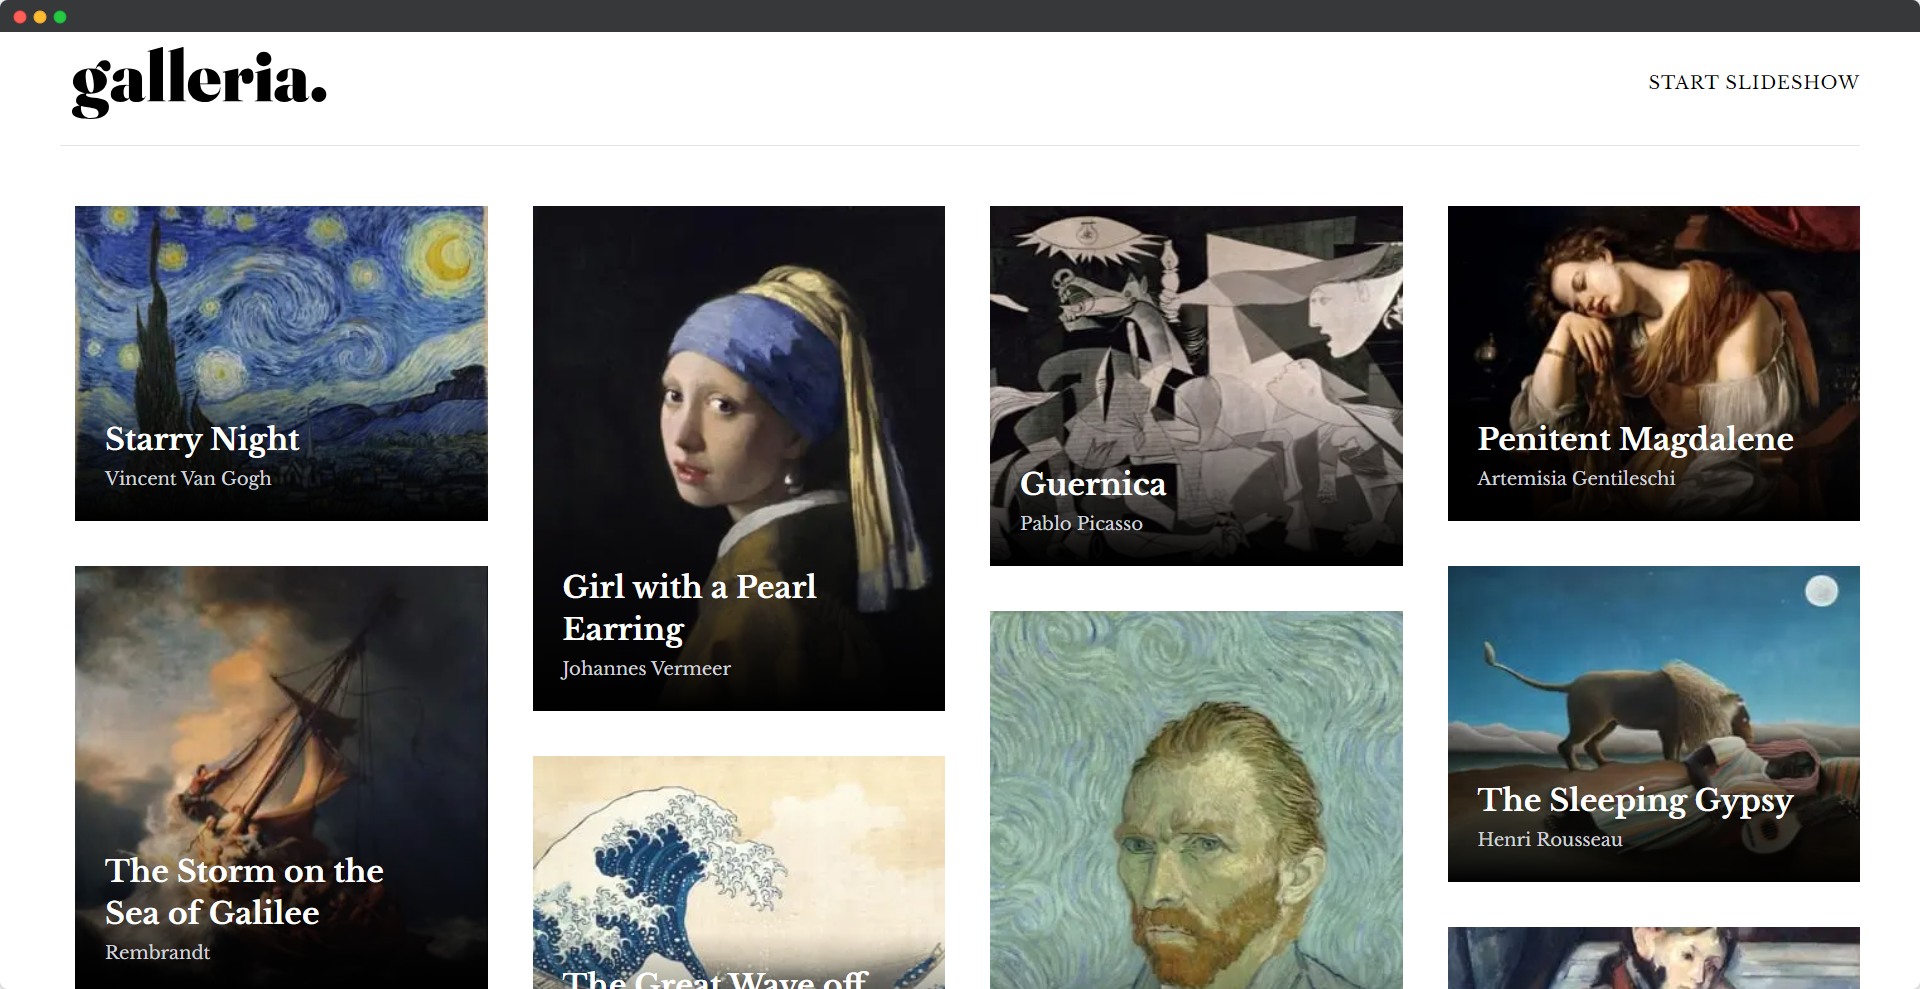 galleria.
START SLIDESHOW
Starry Night
Vincent Van Gogh
Girl with a Pearl
Earring
Johannes Vermeer
Guernica
Pablo Picasso
Penitent Magdalene
Artemisia Gentileschi
The Storm on the
Sea of Galilee
Rembrandt
The Great Wave off
The Sleeping Gypsy
Henri Rousseau